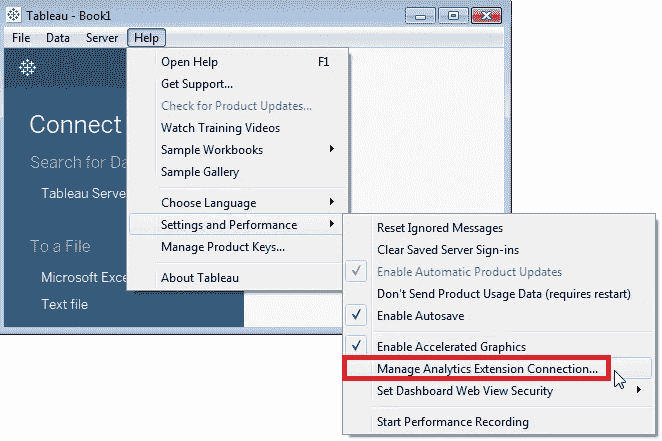 Tableau - Book1
File Data Server Help
Connect
Search for Da
Tableau Serve
To a File
Microsoft Exce
Text file
Open Help F1
Get Support...
Check for Product Updates...
Watch Training Videos
Sample Workbooks
Sample Gallery
Choose Language
Settings and Performance
Manage Product Keys...
About Tableau
Reset Ignored Messages
Clear Saved Server Sign-ins
Enable Automatic Product Updates
Don't Send Product Usage Data (requires restart)
Enable Autosave
Enable Accelerated Graphics
Manage Analytics Extension Connection...
Set Dashboard Web View Security
Start Performance Recording